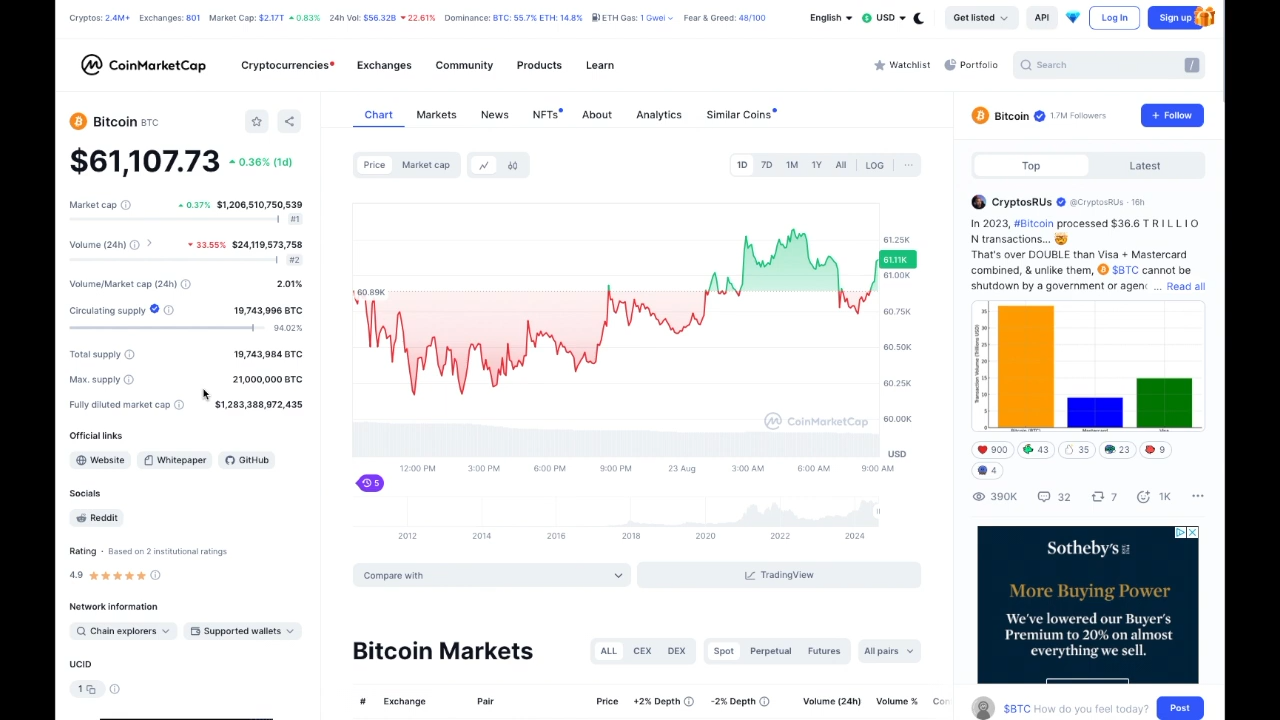 Cryptos: 2.4M+ Exchanges: 801 Market Cap: $2.17T 0.83% 24h Vol: $56.32B 22.61% Dominance: BTC: 55.7% ETH: 14.8% ETH Gas: 1 Gwei Fear & Greed: 48/100
English USD Get listed API Log In Sign up
CoinMarketCap Cryptocurrencies Exchanges Community Products Learn Watchlist Portfolio Search /
Bitcoin BTC
$61,107.73 0.36% (1d)
Market cap 0.37% $1,206,510,750,539
#1
Volume (24h) 33.55% $24,119,573,758
#2
Volume/Market cap (24h) 2.01%
Circulating supply 19,743,996 BTC
94.02%
Total supply 19,743,984 BTC
Max. supply 21,000,000 BTC
Fully diluted market cap $1,283,388,972,435
Official links
Website Whitepaper GitHub
Socials
Reddit
Rating · Based on 2 institutional ratings
4.9
Network information
Chain explorers Supported wallets
UCID
1
Chart Markets News NFTs About Analytics Similar Coins
Price Market cap 1D 7D 1M 1Y All LOG
61.25K
61.11K
61.00K
60.89K
60.75K
60.50K
60.25K
60.00K
CoinMarketCap
USD
12:00 PM 3:00 PM 6:00 PM 9:00 PM 23 Aug 3:00 AM 6:00 AM 9:00 AM
5
2012 2014 2016 2018 2020 2022 2024
Compare with TradingView
Bitcoin Markets ALL CEX DEX Spot Perpetual Futures All pairs
# Exchange Pair Price +2% Depth -2% Depth Volume (24h) Volume %
Bitcoin 1.7M Followers + Follow
Top Latest
CryptosRUs @CryptosRUs · 16h
In 2023, #Bitcoin processed $36.6 T R I L L I O
N transactions...
That's over DOUBLE than Visa + Mastercard
combined, & unlike them, $BTC cannot be
shutdown by a government or agenc ... Read all
Transaction Volume (Trillions USD)
35
30
25
20
15
10
5
0
900 43 35 23 9
4
390K 32 7 1K
Sotheby's
More Buying Power
We've lowered our Buyer's
Premium to 20% on almost
everything we sell.
$BTC How do you feel today? Post